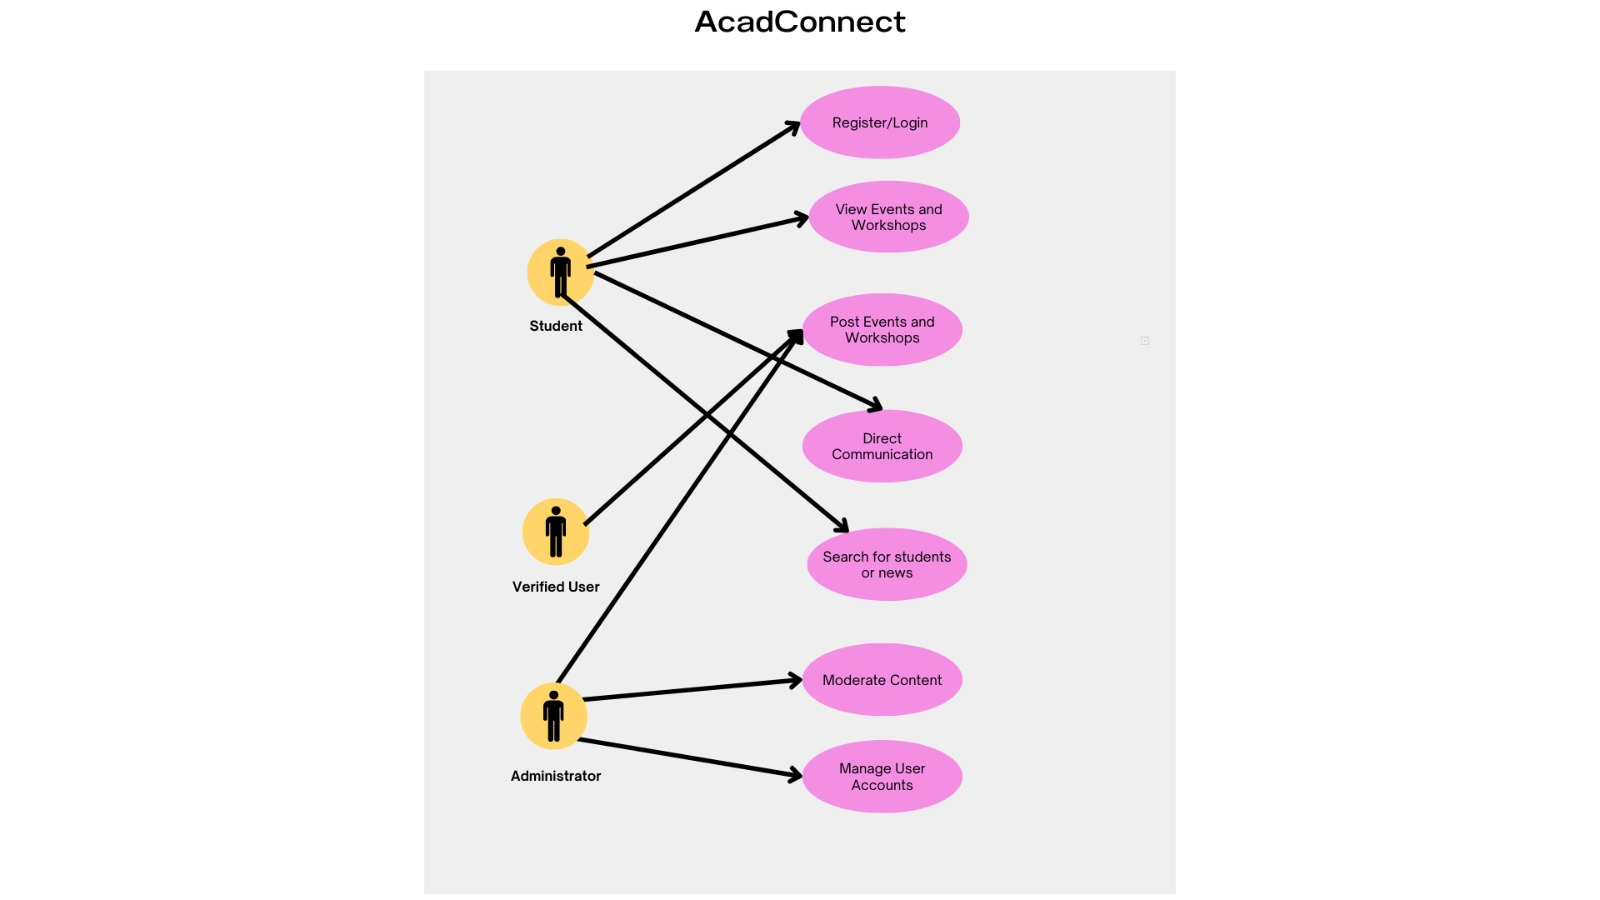 AcadConnect
Register/Login
View Events and
Workshops
Student
Post Events and
Workshops
Direct
Communication
Search for students
or news
Verified User
Moderate Content
Administrator
Manage User
Accounts